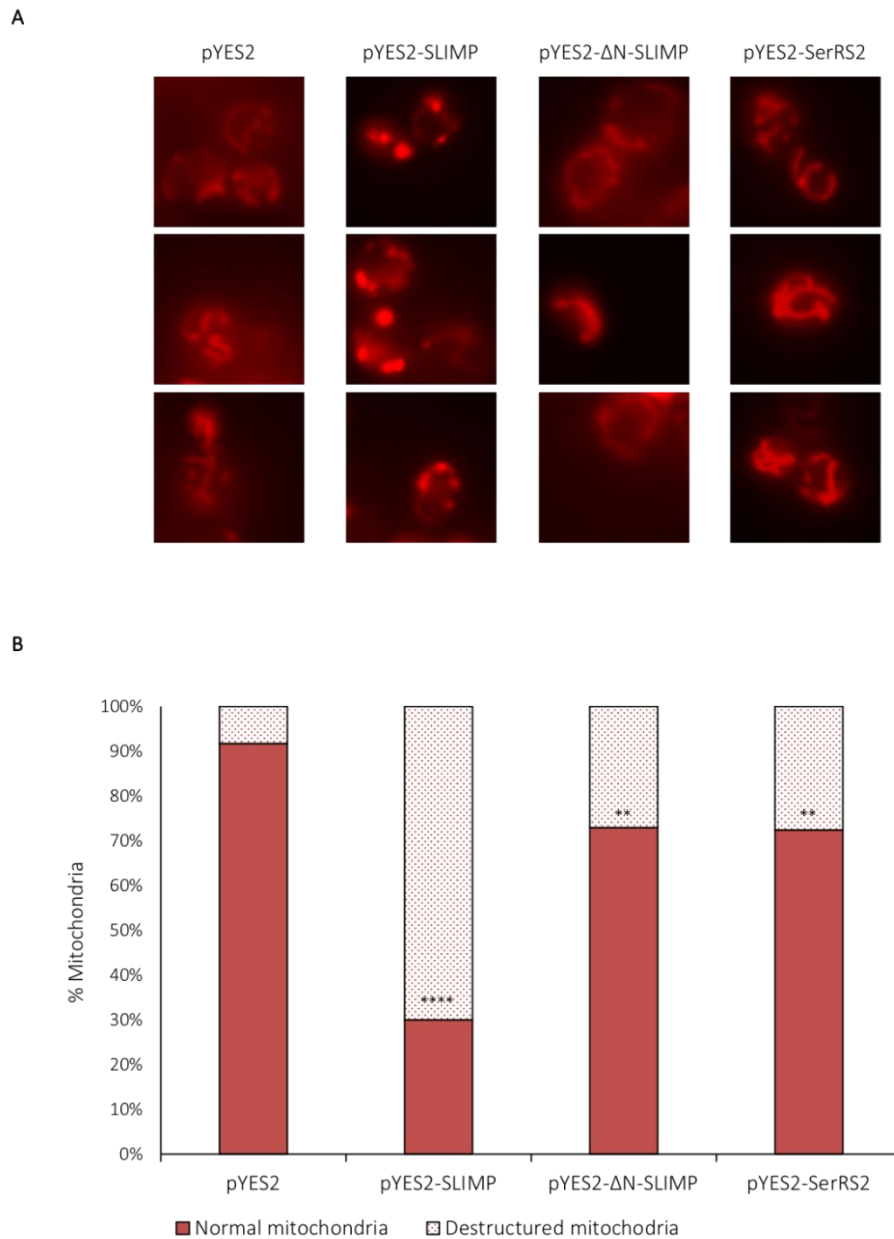 A
pYES2 pYES2-SLIMP pYES2-ΔN-SLIMP pYES2-SerRS2
B
100%
90%
80%
70%
60%
50%
40%
30%
20%
10%
0%
% Mitochondria
**** ** **
pYES2 pYES2-SLIMP pYES2-ΔN-SLIMP pYES2-SerRS2
Normal mitochondria Destructured mitochodria